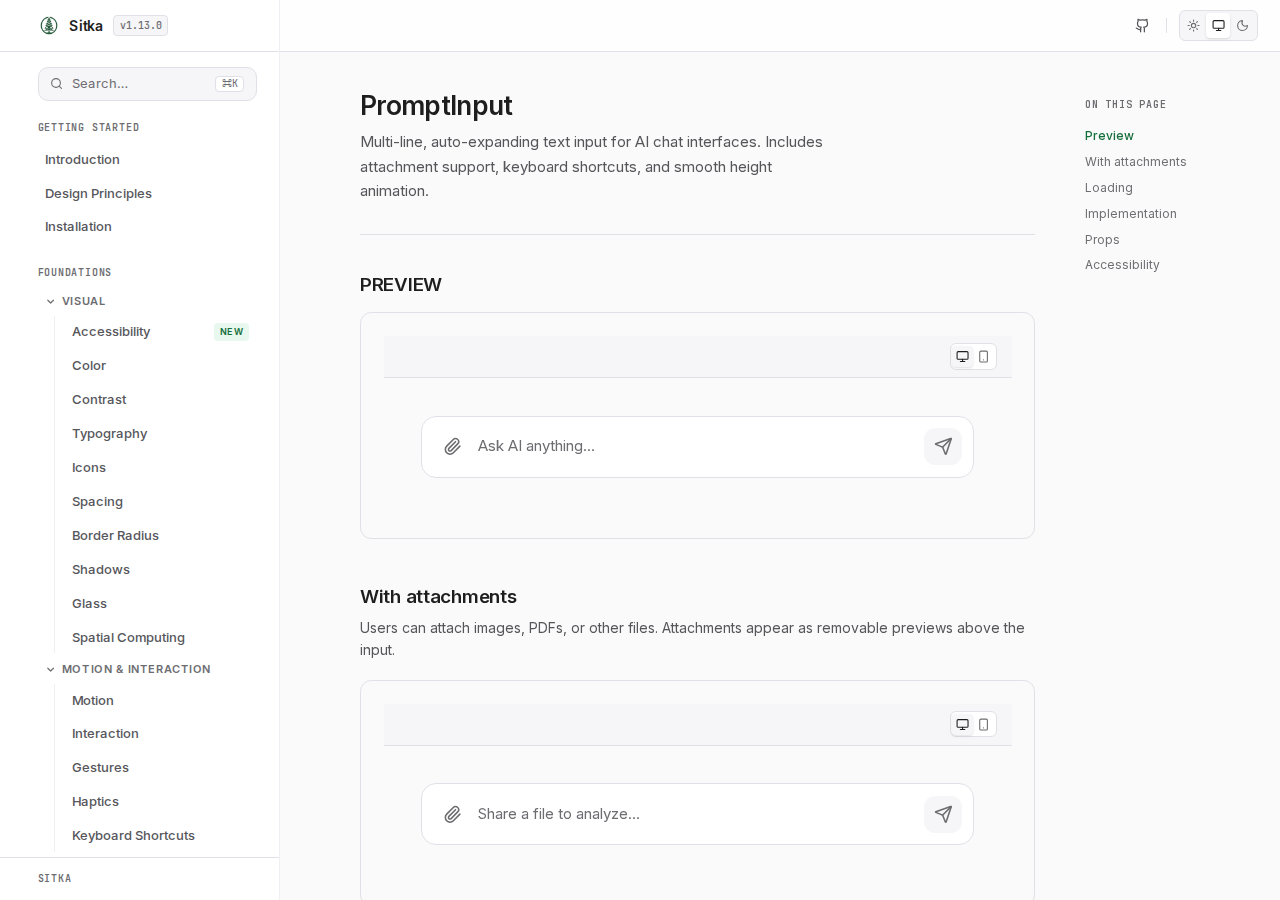 Sitka
v1.13.0
Search...
⌘K
GETTING STARTED
Introduction
Design Principles
Installation
FOUNDATIONS
VISUAL
Accessibility
NEW
Color
Contrast
Typography
Icons
Spacing
Border Radius
Shadows
Glass
Spatial Computing
MOTION & INTERACTION
Motion
Interaction
Gestures
Haptics
Keyboard Shortcuts
SITKA
PromptInput
Multi-line, auto-expanding text input for AI chat interfaces. Includes
attachment support, keyboard shortcuts, and smooth height
animation.
PREVIEW
Ask AI anything...
With attachments
Users can attach images, PDFs, or other files. Attachments appear as removable previews above the
input.
Share a file to analyze...
ON THIS PAGE
Preview
With attachments
Loading
Implementation
Props
Accessibility